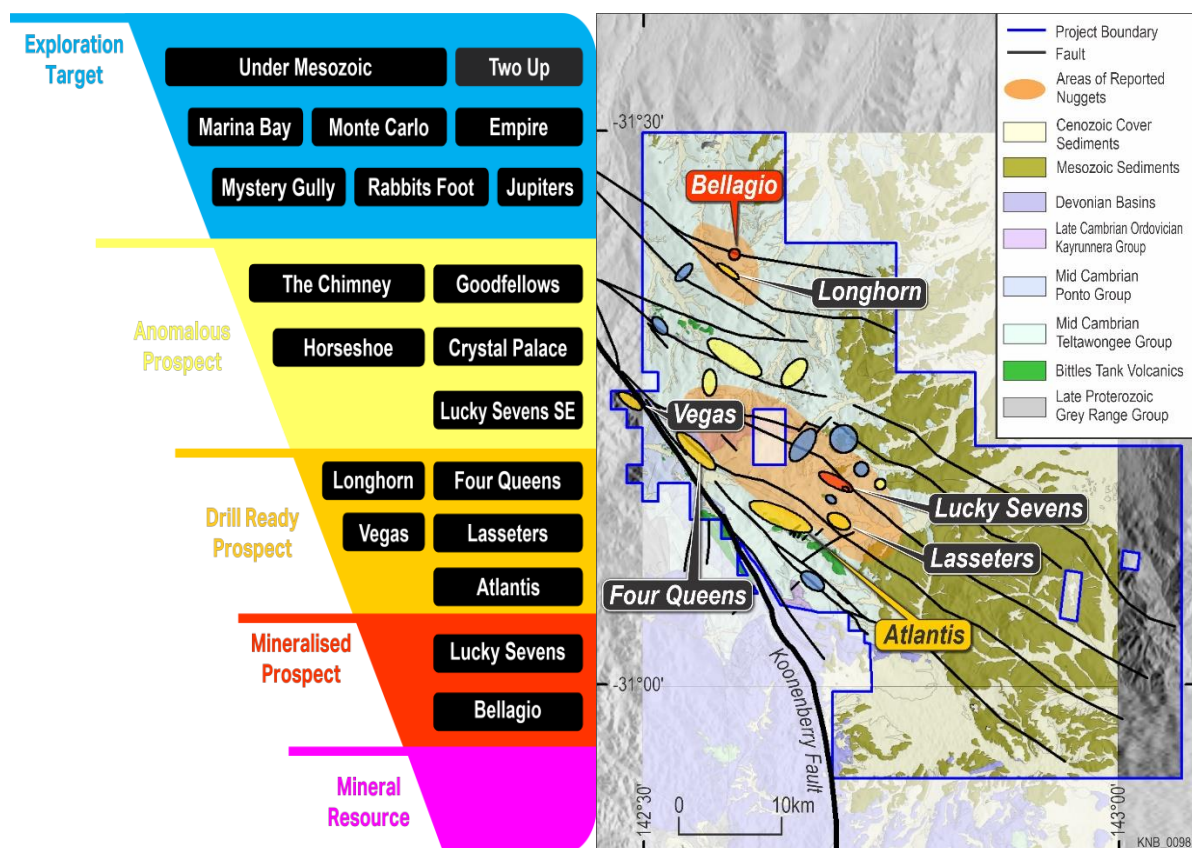 Exploration
Target
Under Mesozoic
Two Up
Marina Bay
Monte Carlo
Empire
Mystery Gully
Rabbits Foot
Jupiters
Anomalous
Prospect
The Chimney
Goodfellows
Horseshoe
Crystal Palace
Lucky Sevens SE
Drill Ready
Prospect
Longhorn
Four Queens
Vegas
Lasseters
Atlantis
Mineralised
Prospect
Lucky Sevens
Bellagio
Mineral
Resource
-31°30'
Bellagio
Longhorn
Vegas
Lucky Sevens
Lasseters
Four Queens
Atlantis
-31°00'
Koonenberry Fault
0
10km
142°30'
143°00'
KNB_0098
Project Boundary
Fault
Areas of Reported
Nuggets
Cenozoic Cover
Sediments
Mesozoic Sediments
Devonian Basins
Late Cambrian Ordovician
Kayrunnera Group
Mid Cambrian
Ponto Group
Mid Cambrian
Teltawongee Group
Bittles Tank Volcanics
Late Proterozoic
Grey Range Group